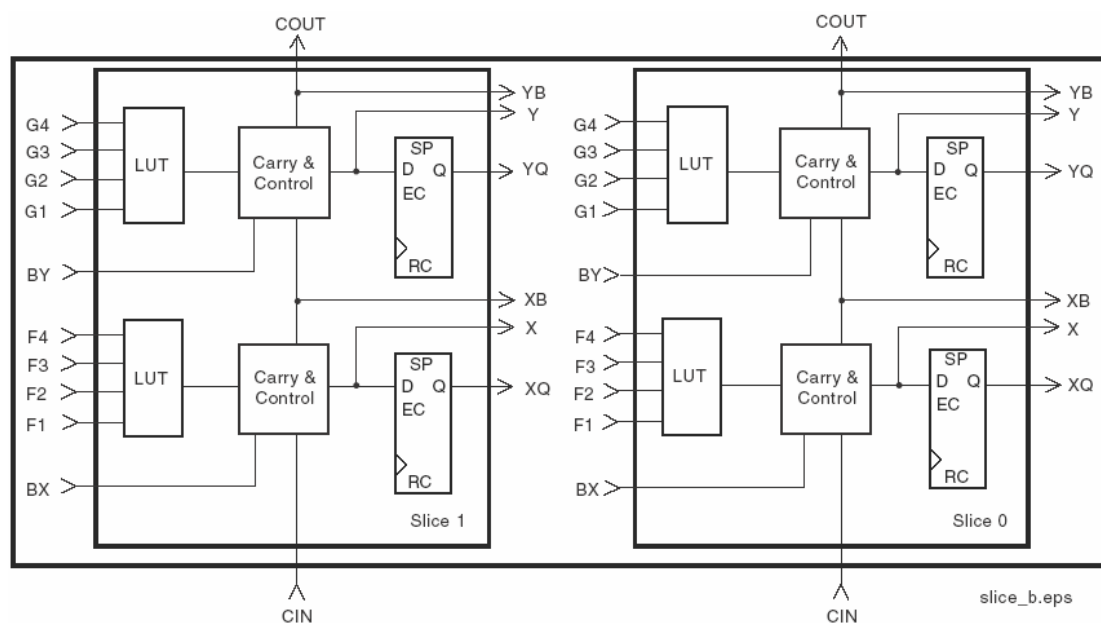 COUT
COUT
YB
Y
G4
G3
G2
G1
LUT
Carry &
Control
SP
D Q
EC
RC
YQ
BY
XB
X
F4
F3
F2
F1
LUT
Carry &
Control
SP
D Q
EC
RC
XQ
BX
Slice 1
CIN
YB
Y
G4
G3
G2
G1
LUT
Carry &
Control
SP
D Q
EC
RC
YQ
BY
XB
X
F4
F3
F2
F1
LUT
Carry &
Control
SP
D Q
EC
RC
XQ
BX
Slice 0
CIN
slice_b.eps